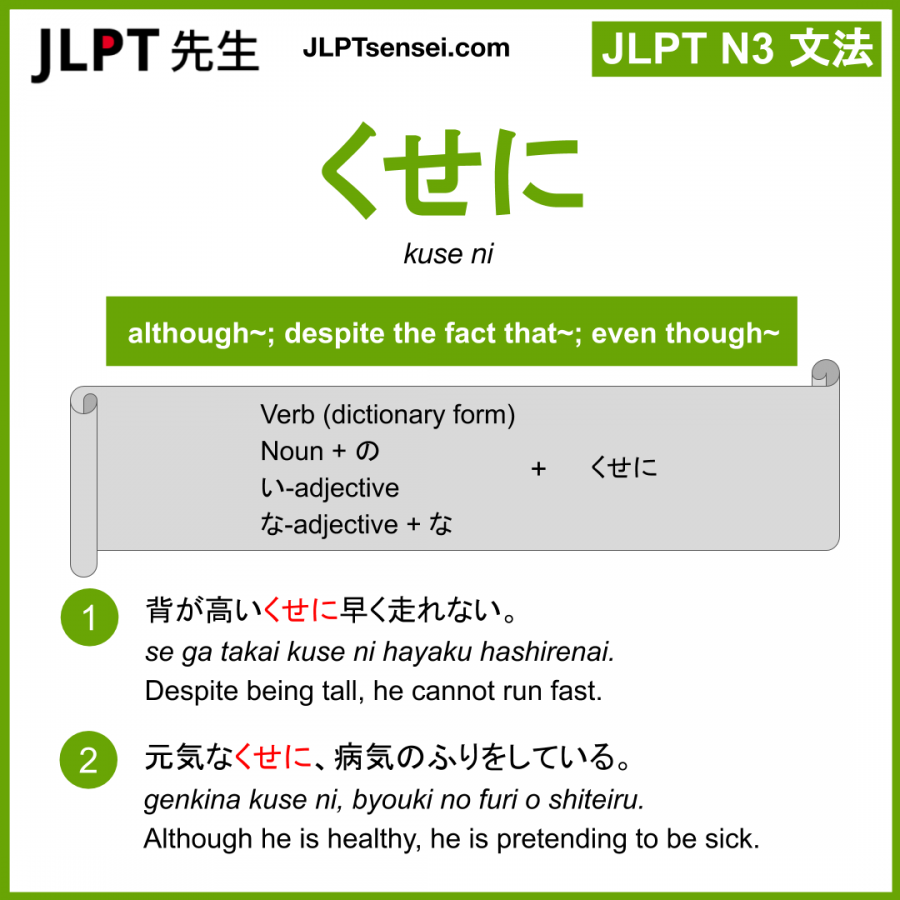 JLPT 先生
JLPTsensei.com
JLPT N3 文法
くせに
kuse ni
although~; despite the fact that~; even though~
Verb (dictionary form)
Noun + の
い-adjective
な-adjective + な
+ くせに
1 背が高いくせに早く走れない。
se ga takai kuse ni hayaku hashirenai.
Despite being tall, he cannot run fast.
2 元気なくせに、病気のふりをしている。
genkina kuse ni, byouki no furi o shiteiru.
Although he is healthy, he is pretending to be sick.